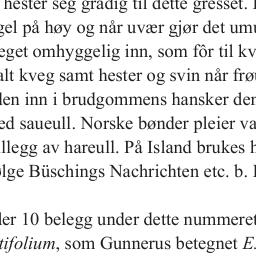 hester seg grådig til dette gresset. I
gel på høy og når uvær gjør det umu
eget omhyggelig inn, som fôr til kv
alt kveg samt hester og svin når frø
len inn i brudgommens hansker der
ed saueull. Norske bønder pleier va
llegg av hareull. På Island brukes h
lge Büschings Nachrichten etc. b. I
ler 10 belegg under dette nummeret
tifolium, som Gunnerus betegnet E.